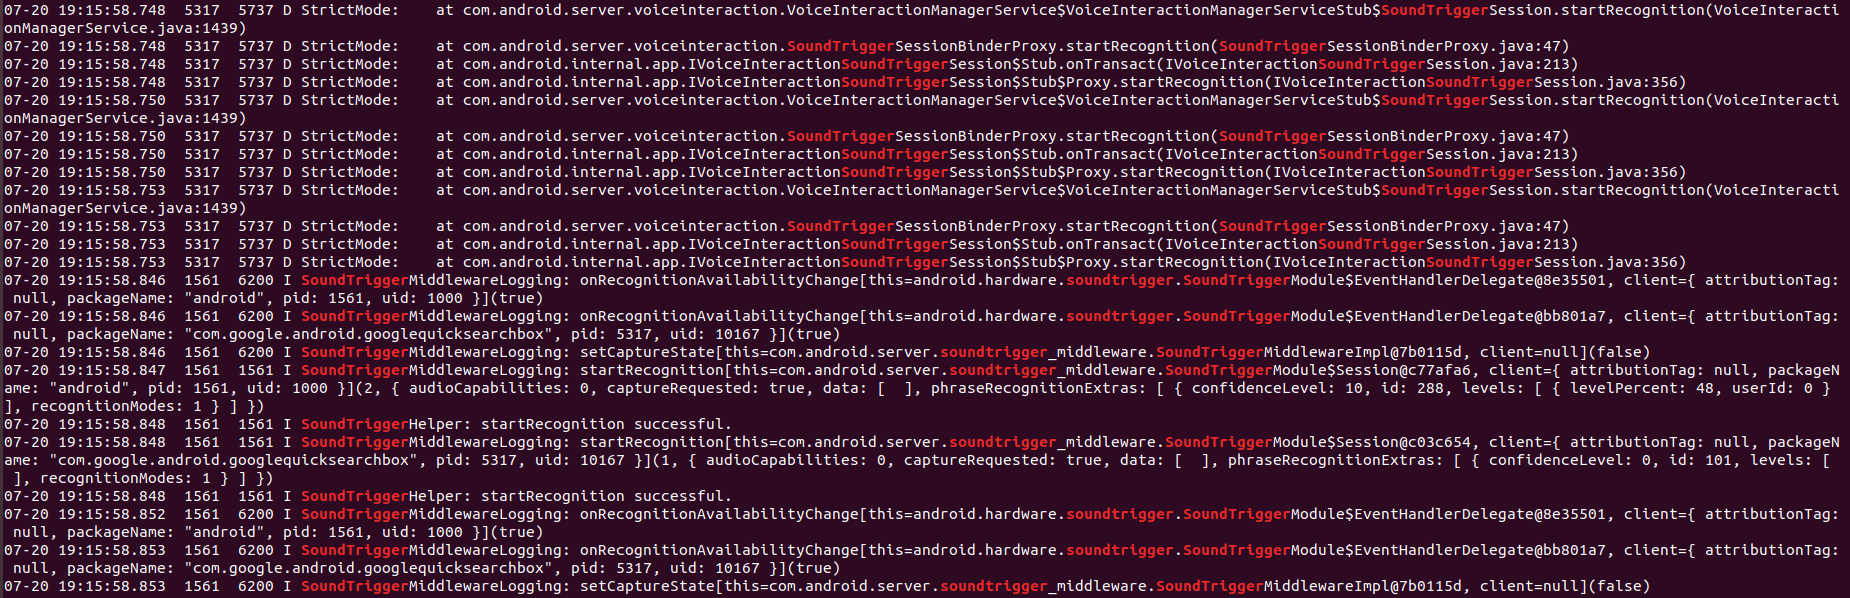 07-20 19:15:58.748  5317  5737 D StrictMode:    at com.android.server.voiceinteraction.VoiceInteractionManagerService$VoiceInteractionManagerServiceStub$SoundTriggerSession.startRecognition(VoiceInteracti
onManagerService.java:1439)
07-20 19:15:58.748  5317  5737 D StrictMode:    at com.android.server.voiceinteraction.SoundTriggerSessionBinderProxy.startRecognition(SoundTriggerSessionBinderProxy.java:47)
07-20 19:15:58.748  5317  5737 D StrictMode:    at com.android.internal.app.IVoiceInteractionSoundTriggerSession$Stub.onTransact(IVoiceInteractionSoundTriggerSession.java:213)
07-20 19:15:58.748  5317  5737 D StrictMode:    at com.android.internal.app.IVoiceInteractionSoundTriggerSession$Stub$Proxy.startRecognition(IVoiceInteractionSoundTriggerSession.java:356)
07-20 19:15:58.750  5317  5737 D StrictMode:    at com.android.server.voiceinteraction.VoiceInteractionManagerService$VoiceInteractionManagerServiceStub$SoundTriggerSession.startRecognition(VoiceInteracti
onManagerService.java:1439)
07-20 19:15:58.750  5317  5737 D StrictMode:    at com.android.server.voiceinteraction.SoundTriggerSessionBinderProxy.startRecognition(SoundTriggerSessionBinderProxy.java:47)
07-20 19:15:58.750  5317  5737 D StrictMode:    at com.android.internal.app.IVoiceInteractionSoundTriggerSession$Stub.onTransact(IVoiceInteractionSoundTriggerSession.java:213)
07-20 19:15:58.750  5317  5737 D StrictMode:    at com.android.internal.app.IVoiceInteractionSoundTriggerSession$Stub$Proxy.startRecognition(IVoiceInteractionSoundTriggerSession.java:356)
07-20 19:15:58.753  5317  5737 D StrictMode:    at com.android.server.voiceinteraction.VoiceInteractionManagerService$VoiceInteractionManagerServiceStub$SoundTriggerSession.startRecognition(VoiceInteracti
onManagerService.java:1439)
07-20 19:15:58.753  5317  5737 D StrictMode:    at com.android.server.voiceinteraction.SoundTriggerSessionBinderProxy.startRecognition(SoundTriggerSessionBinderProxy.java:47)
07-20 19:15:58.753  5317  5737 D StrictMode:    at com.android.internal.app.IVoiceInteractionSoundTriggerSession$Stub.onTransact(IVoiceInteractionSoundTriggerSession.java:213)
07-20 19:15:58.753  5317  5737 D StrictMode:    at com.android.internal.app.IVoiceInteractionSoundTriggerSession$Stub$Proxy.startRecognition(IVoiceInteractionSoundTriggerSession.java:356)
07-20 19:15:58.846  1561  6200 I SoundTriggerMiddlewareLogging: onRecognitionAvailabilityChange[this=android.hardware.soundtrigger.SoundTriggerModule$EventHandlerDelegate@8e35501, client={ attributionTag:
 null, packageName: "android", pid: 1561, uid: 1000 }](true)
07-20 19:15:58.846  1561  6200 I SoundTriggerMiddlewareLogging: onRecognitionAvailabilityChange[this=android.hardware.soundtrigger.SoundTriggerModule$EventHandlerDelegate@bb801a7, client={ attributionTag:
 null, packageName: "com.google.android.googlequicksearchbox", pid: 5317, uid: 10167 }](true)
07-20 19:15:58.846  1561  6200 I SoundTriggerMiddlewareLogging: setCaptureState[this=com.android.server.soundtrigger_middleware.SoundTriggerMiddlewareImpl@7b0115d, client=null](false)
07-20 19:15:58.847  1561  1561 I SoundTriggerMiddlewareLogging: startRecognition[this=com.android.server.soundtrigger_middleware.SoundTriggerModule$Session@c77afa6, client={ attributionTag: null, packageN
ame: "android", pid: 1561, uid: 1000 }](2, { audioCapabilities: 0, captureRequested: true, data: [  ], phraseRecognitionExtras: [ { confidenceLevel: 10, id: 288, levels: [ { levelPercent: 48, userId: 0 }
], recognitionModes: 1 } ] })
07-20 19:15:58.848  1561  1561 I SoundTriggerHelper: startRecognition successful.
07-20 19:15:58.848  1561  1561 I SoundTriggerMiddlewareLogging: startRecognition[this=com.android.server.soundtrigger_middleware.SoundTriggerModule$Session@c03c654, client={ attributionTag: null, packageN
ame: "com.google.android.googlequicksearchbox", pid: 5317, uid: 10167 }](1, { audioCapabilities: 0, captureRequested: true, data: [  ], phraseRecognitionExtras: [ { confidenceLevel: 0, id: 101, levels: [
 ], recognitionModes: 1 } ] })
07-20 19:15:58.848  1561  1561 I SoundTriggerHelper: startRecognition successful.
07-20 19:15:58.852  1561  6200 I SoundTriggerMiddlewareLogging: onRecognitionAvailabilityChange[this=android.hardware.soundtrigger.SoundTriggerModule$EventHandlerDelegate@8e35501, client={ attributionTag:
 null, packageName: "android", pid: 1561, uid: 1000 }](true)
07-20 19:15:58.853  1561  6200 I SoundTriggerMiddlewareLogging: onRecognitionAvailabilityChange[this=android.hardware.soundtrigger.SoundTriggerModule$EventHandlerDelegate@bb801a7, client={ attributionTag:
 null, packageName: "com.google.android.googlequicksearchbox", pid: 5317, uid: 10167 }](true)
07-20 19:15:58.853  1561  6200 I SoundTriggerMiddlewareLogging: setCaptureState[this=com.android.server.soundtrigger_middleware.SoundTriggerMiddlewareImpl@7b0115d, client=null](false)